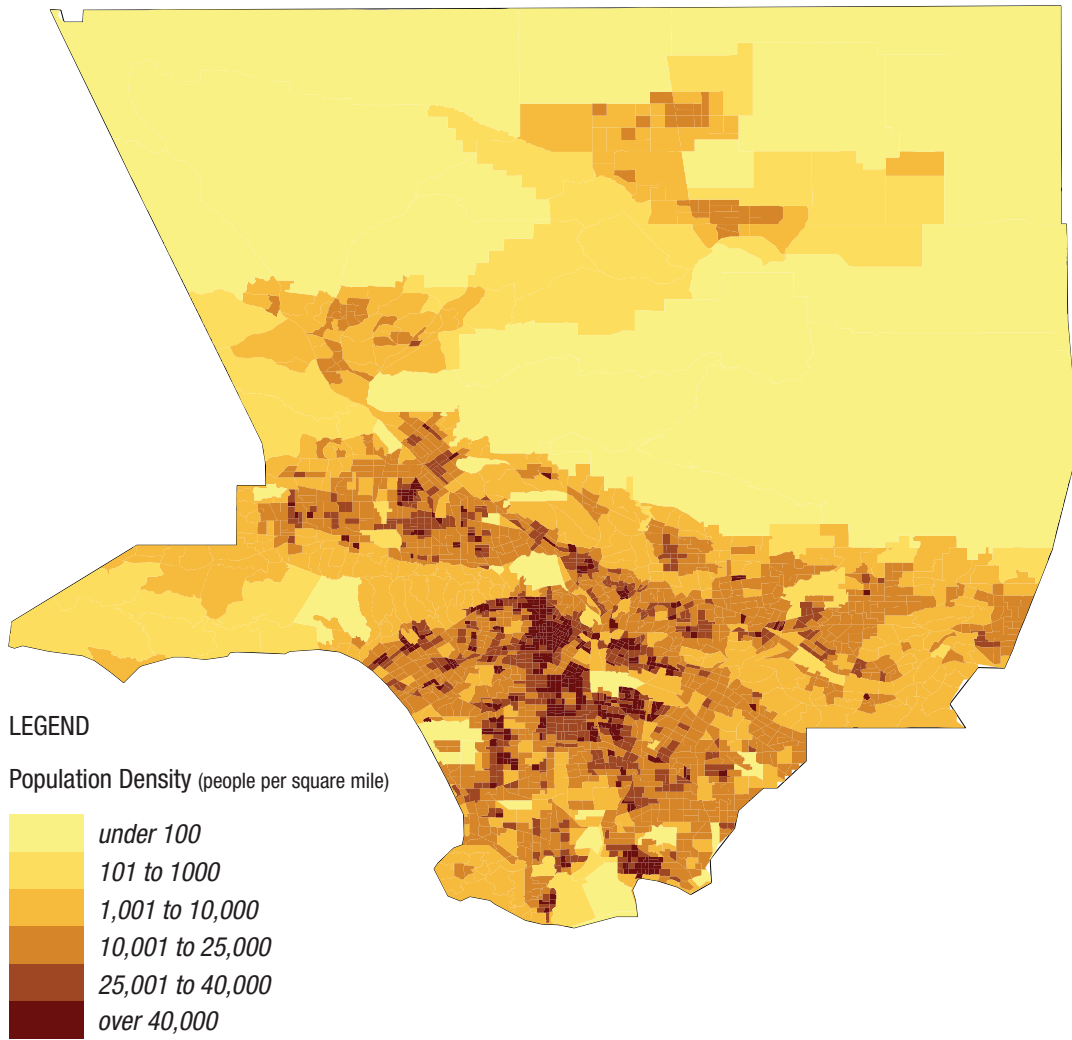 LEGEND
Population Density (people per square mile)
under 100
101 to 1000
1,001 to 10,000
10,001 to 25,000
25,001 to 40,000
over 40,000